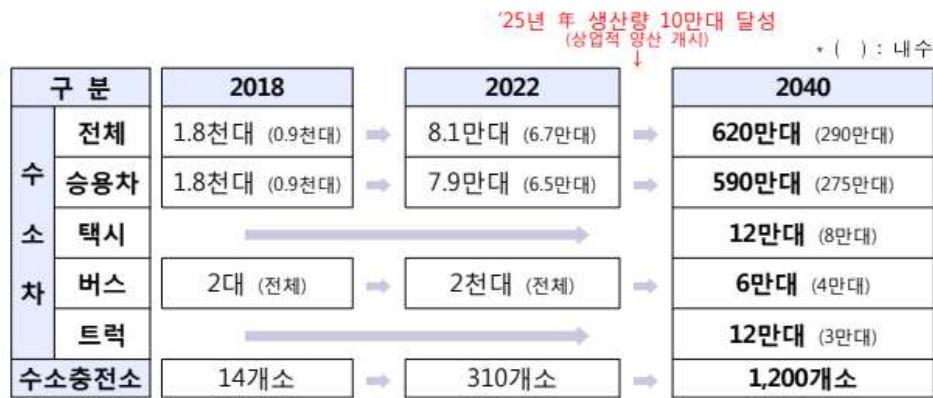 '25년 年 생산량 10만대 달성
(상업적 양산 개시)
* ( ) : 내수
구 분 2018 2022 2040
수소차
전체 1.8천대 (0.9천대) 8.1만대 (6.7만대) 620만대 (290만대)
승용차 1.8천대 (0.9천대) 7.9만대 (6.5만대) 590만대 (275만대)
택시 12만대 (8만대)
버스 2대 (전체) 2천대 (전체) 6만대 (4만대)
트럭 12만대 (3만대)
수소충전소 14개소 310개소 1,200개소